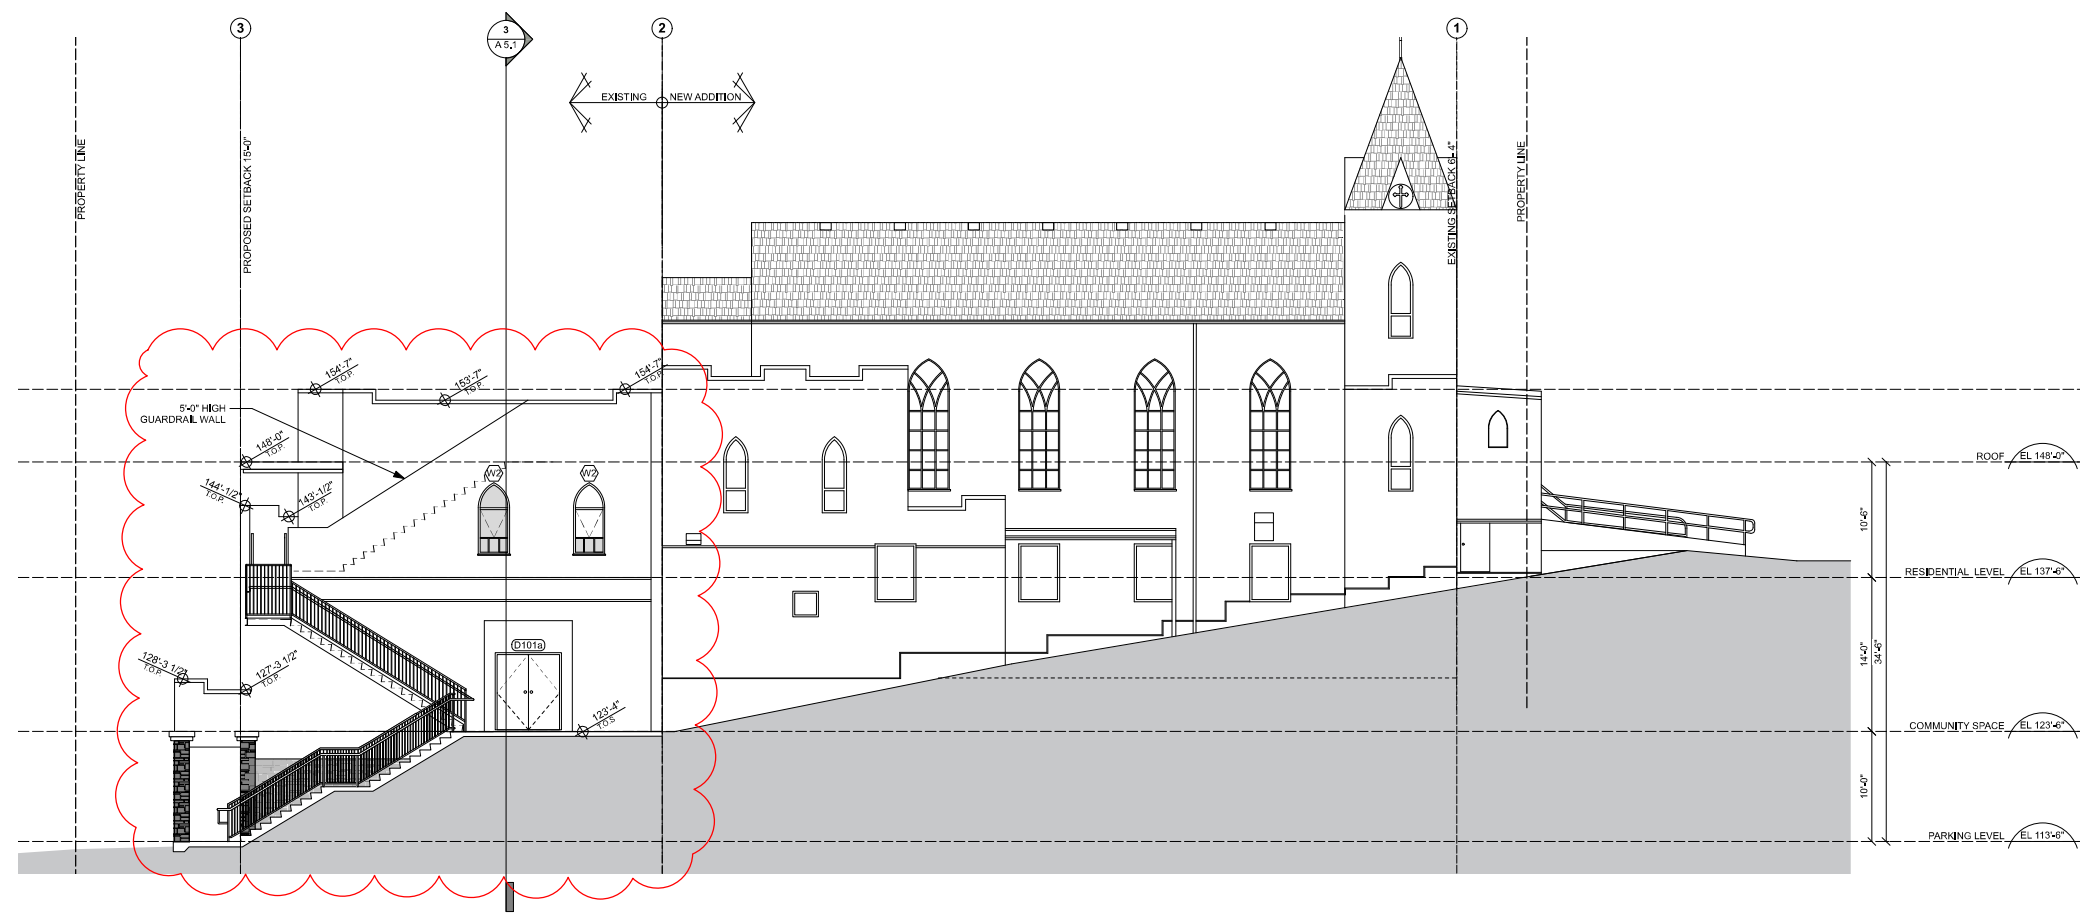 3
3
A 5.1
2
1
EXISTING
NEW ADDITION
PROPERTY LINE
PROPOSED SETBACK 15'-0"
EXISTING SETBACK 6'- 4"
PROPERTY LINE
154'-7"
T.O.P.
153'-7"
T.O.P.
154'-7"
T.O.P.
5'-0" HIGH
GUARDRAIL WALL
148'-0"
T.O.P.
144'-1/2"
T.O.P.
143'-1/2"
T.O.P.
W2
W2
D101a
128'-3 1/2"
T.O.P.
127'-3 1/2"
T.O.P.
123'-4"
T.O.S
ROOF EL 148'-0"
10'-6"
RESIDENTIAL LEVEL EL 137'-6"
14'-0"
34'-6"
COMMUNITY SPACE EL 123'-6"
10'-0"
PARKING LEVEL EL 113'-6"